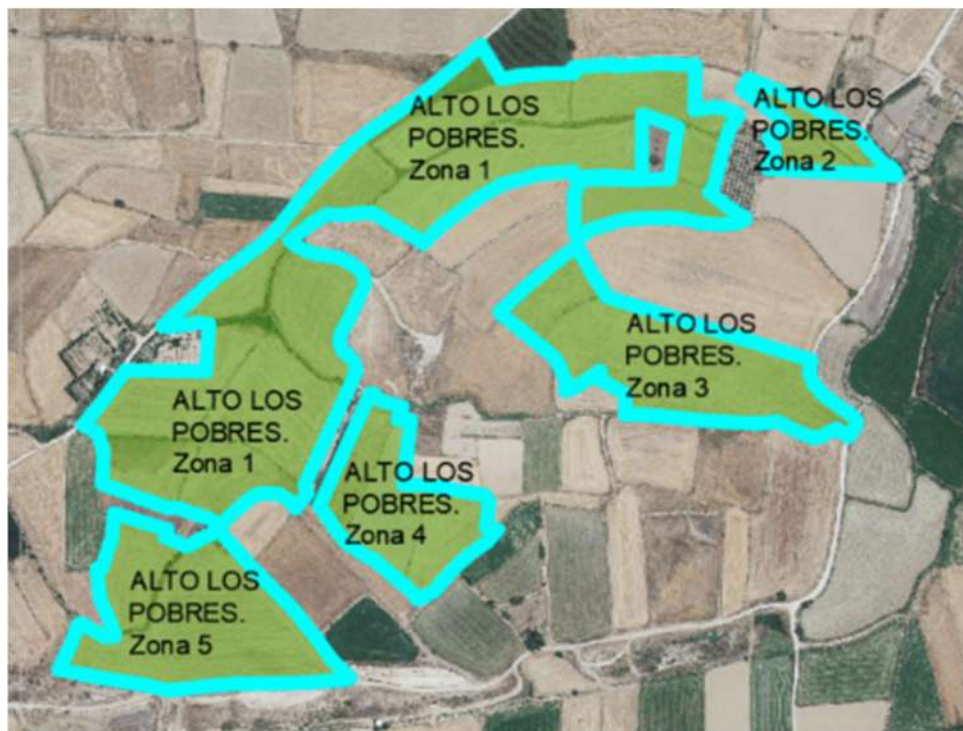 ALTO LOS
POBRES.
Zona 1
ALTO LOS
POBRES.
Zona 2
ALTO LOS
POBRES.
Zona 3
ALTO LOS
POBRES.
Zona 1
ALTO LOS
POBRES.
Zona 4
ALTO LOS
POBRES.
Zona 5